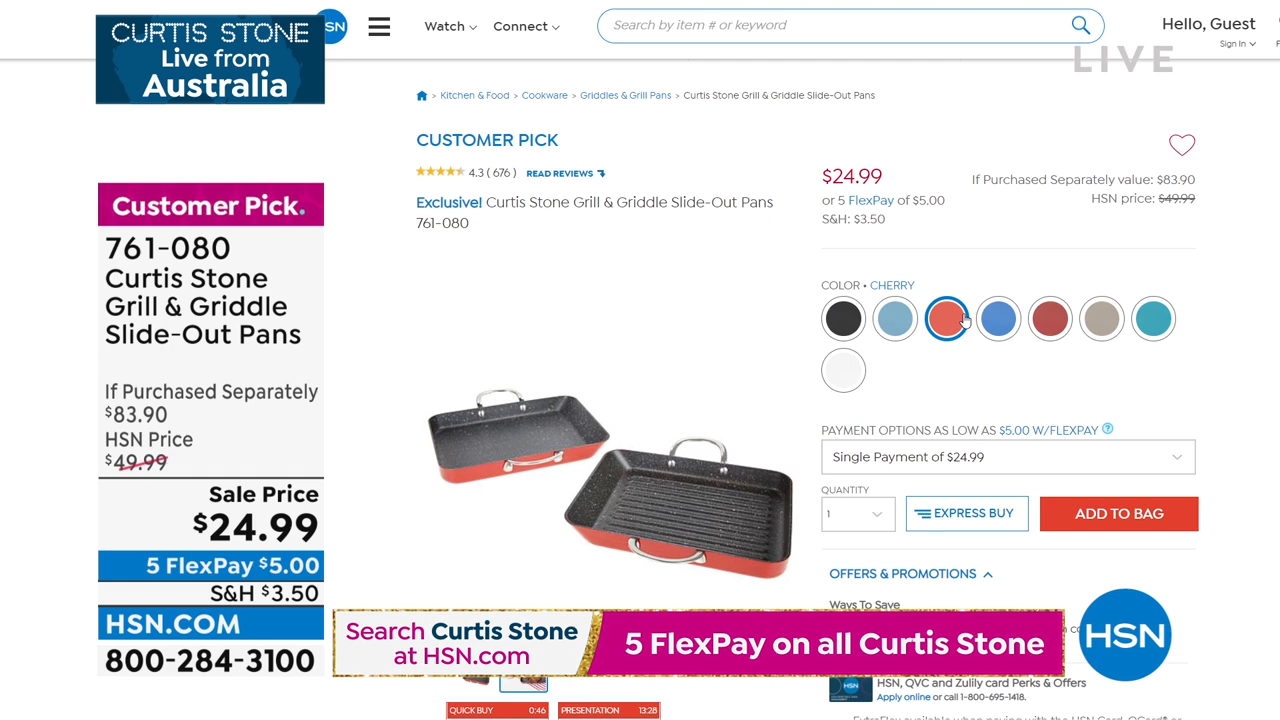 CURTIS STONE
Live from
Australia
HSN
Watch
Connect
Search by item # or keyword
Hello, Guest
Sign In
LIVE
> Kitchen & Food > Cookware > Griddles & Grill Pans > Curtis Stone Grill & Griddle Slide-Out Pans
CUSTOMER PICK
4.3 ( 676 ) READ REVIEWS
Exclusive! Curtis Stone Grill & Griddle Slide-Out Pans
761-080
$24.99
or 5 FlexPay of $5.00
S&H: $3.50
If Purchased Separately value: $83.90
HSN price: $49.99
COLOR • CHERRY
PAYMENT OPTIONS AS LOW AS $5.00 W/FLEXPAY ?
Single Payment of $24.99
QUANTITY
1
EXPRESS BUY
ADD TO BAG
OFFERS & PROMOTIONS
Ways To Save
HSN, QVC and Zulily card Perks & Offers
Apply online or call 1-800-695-1418.
Customer Pick.
761-080
Curtis Stone
Grill & Griddle
Slide-Out Pans
If Purchased Separately
$83.90
HSN Price
$49.99
Sale Price
$24.99
5 FlexPay $5.00
S&H $3.50
HSN.COM
800-284-3100
Search Curtis Stone
at HSN.com
5 FlexPay on all Curtis Stone
HSN
QUICK BUY 0:46
PRESENTATION 13:28